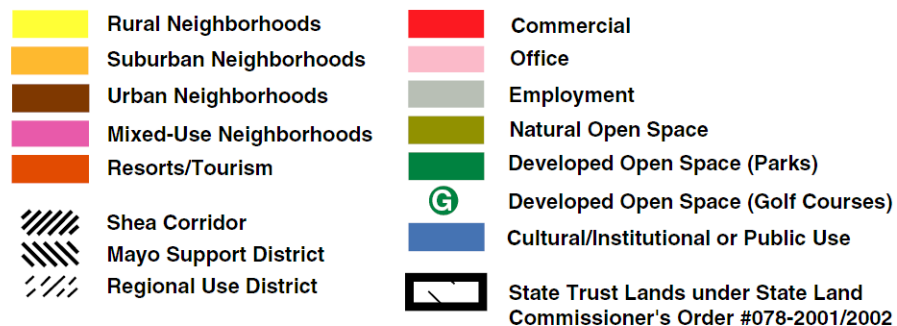 Rural Neighborhoods
Suburban Neighborhoods
Urban Neighborhoods
Mixed-Use Neighborhoods
Resorts/Tourism
Shea Corridor
Mayo Support District
Regional Use District
Commercial
Office
Employment
Natural Open Space
Developed Open Space (Parks)
G Developed Open Space (Golf Courses)
Cultural/Institutional or Public Use
State Trust Lands under State Land
Commissioner's Order #078-2001/2002